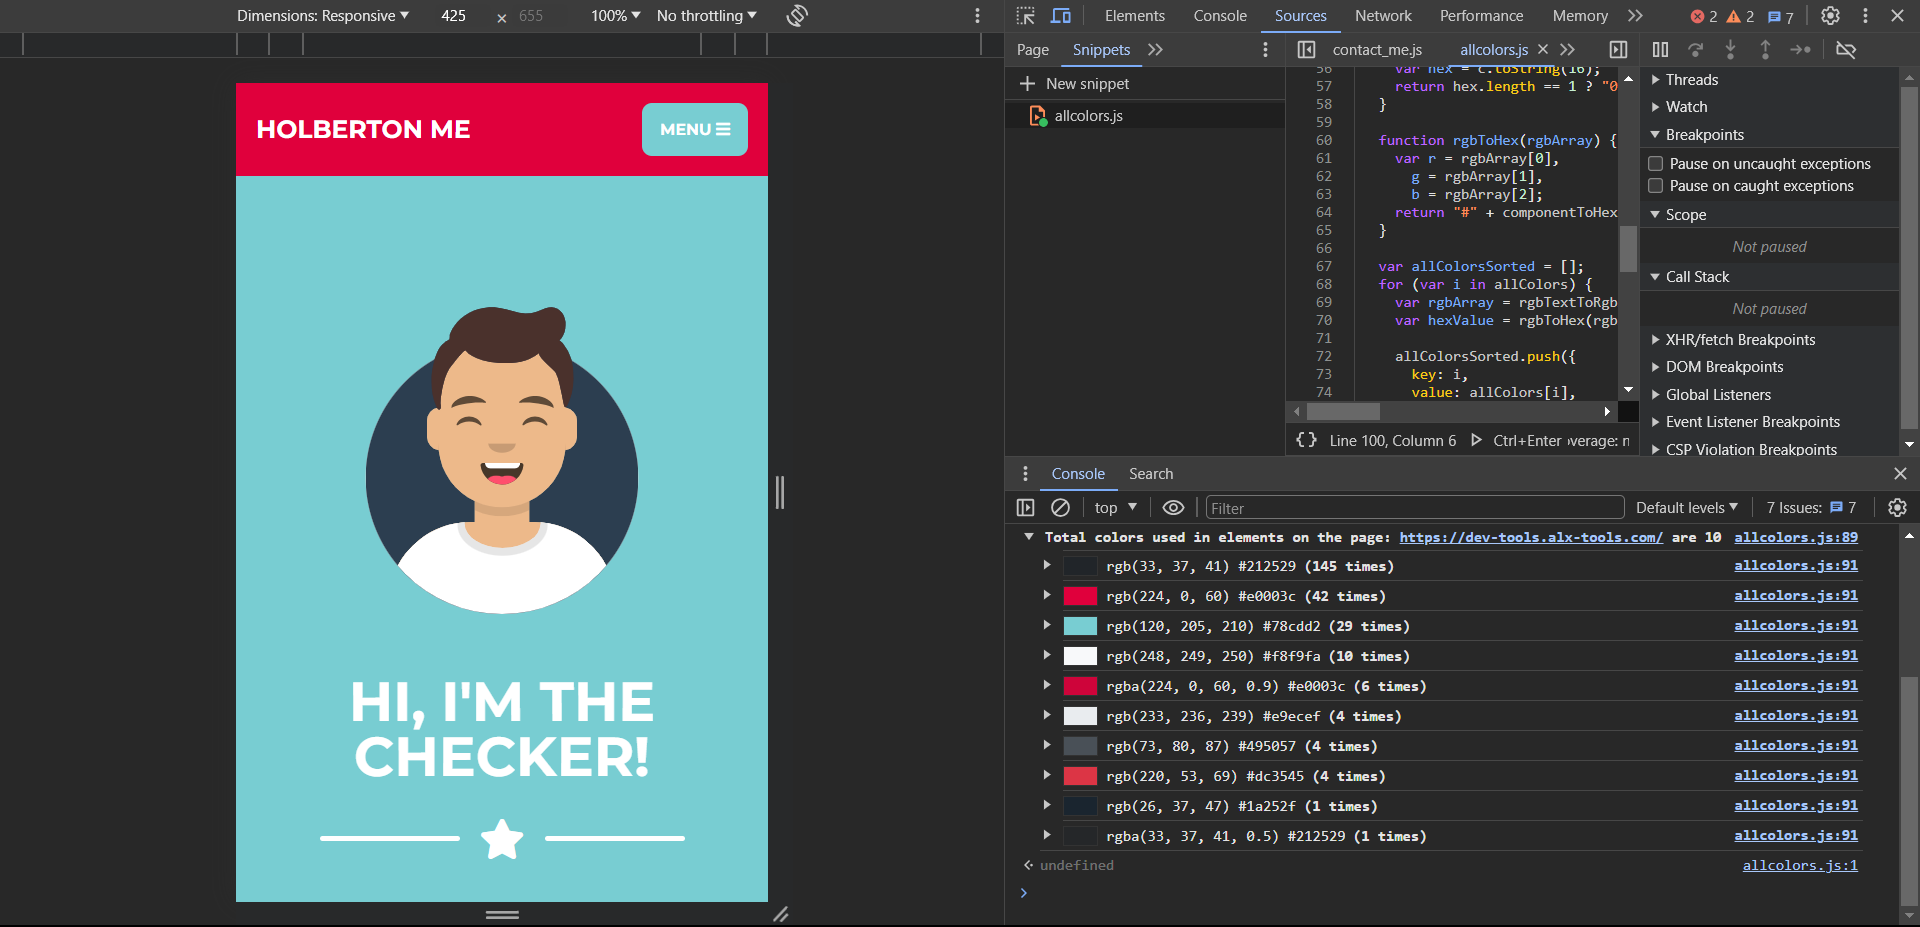 Dimensions: Responsive 425 × 655 100% No throttling
HOLBERTON ME
MENU
HI, I'M THE
CHECKER!
Elements Console Sources Network Performance Memory 2 2 7
Page Snippets
New snippet
allcolors.js
contact_me.js allcolors.js
56 var hex = c.toString(16);
57 return hex.length == 1 ? "0
58 }
59
60 function rgbToHex(rgbArray) {
61 var r = rgbArray[0],
62 g = rgbArray[1],
63 b = rgbArray[2];
64 return "#" + componentToHex
65 }
66
67 var allColorsSorted = [];
68 for (var i in allColors) {
69 var rgbArray = rgbTextToRgb
70 var hexValue = rgbToHex(rgb
71
72 allColorsSorted.push({
73 key: i,
74 value: allColors[i],
{} Line 100, Column 6 Ctrl+Enter overage: n
Threads
Watch
Breakpoints
Pause on uncaught exceptions
Pause on caught exceptions
Scope
Not paused
Call Stack
Not paused
XHR/fetch Breakpoints
DOM Breakpoints
Global Listeners
Event Listener Breakpoints
CSP Violation Breakpoints
Console Search
top Filter Default levels 7 Issues: 7
Total colors used in elements on the page: https://dev-tools.alx-tools.com/ are 10 allcolors.js:89
rgb(33, 37, 41) #212529 (145 times) allcolors.js:91
rgb(224, 0, 60) #e0003c (42 times) allcolors.js:91
rgb(120, 205, 210) #78cdd2 (29 times) allcolors.js:91
rgb(248, 249, 250) #f8f9fa (10 times) allcolors.js:91
rgba(224, 0, 60, 0.9) #e0003c (6 times) allcolors.js:91
rgb(233, 236, 239) #e9ecef (4 times) allcolors.js:91
rgb(73, 80, 87) #495057 (4 times) allcolors.js:91
rgb(220, 53, 69) #dc3545 (4 times) allcolors.js:91
rgb(26, 37, 47) #1a252f (1 times) allcolors.js:91
rgba(33, 37, 41, 0.5) #212529 (1 times) allcolors.js:91
undefined allcolors.js:1